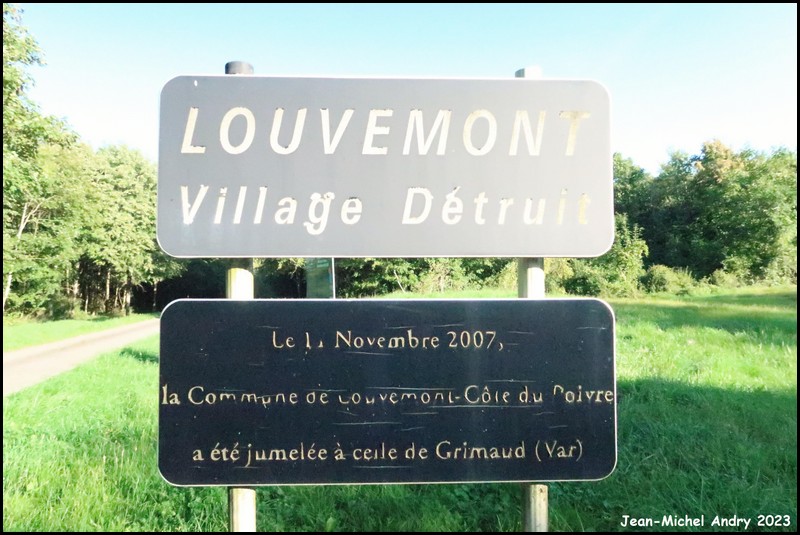 LOUVEMONT
Village Détruit
Le 11 Novembre 2007,
la Commune de Louvemont-Côte du Poivre
a été jumelée à celle de Grimaud (Var)
Jean-Michel Andry 2023